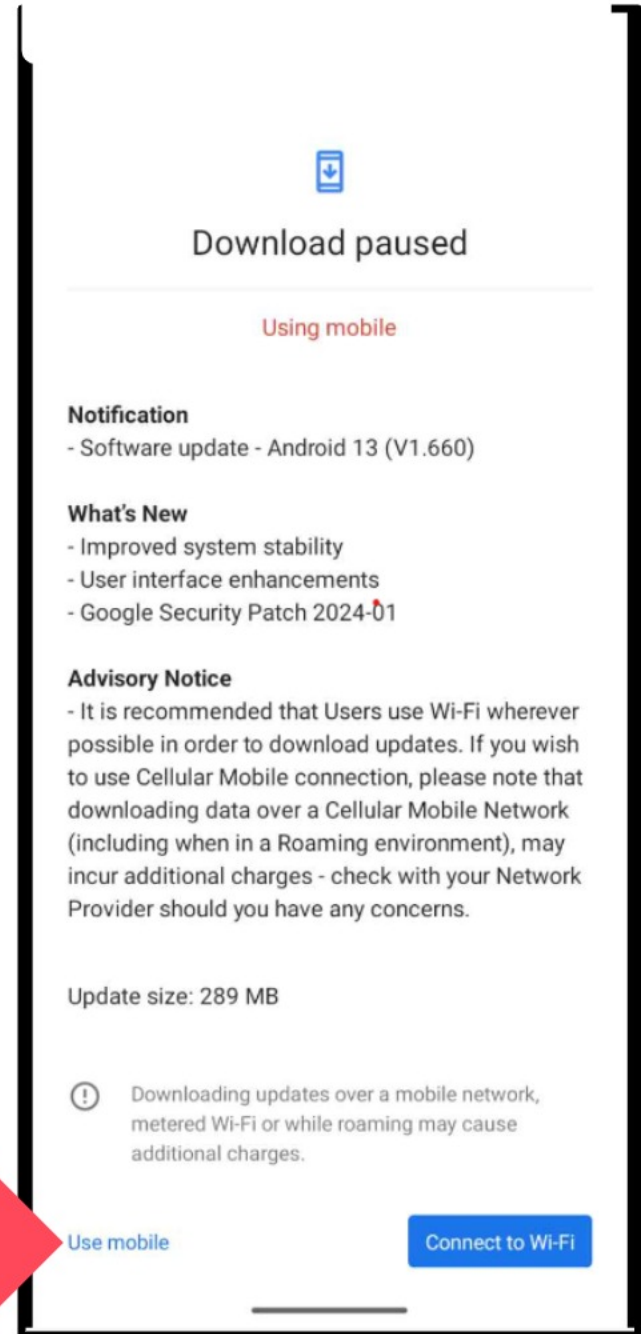 Download paused
Using mobile
Notification
- Software update - Android 13 (V1.660)
What's New
- Improved system stability
- User interface enhancements
- Google Security Patch 2024-01
Advisory Notice
- It is recommended that Users use Wi-Fi wherever
possible in order to download updates. If you wish
to use Cellular Mobile connection, please note that
downloading data over a Cellular Mobile Network
(including when in a Roaming environment), may
incur additional charges - check with your Network
Provider should you have any concerns.
Update size: 289 MB
Downloading updates over a mobile network,
metered Wi-Fi or while roaming may cause
additional charges.
Use mobile
Connect to Wi-Fi